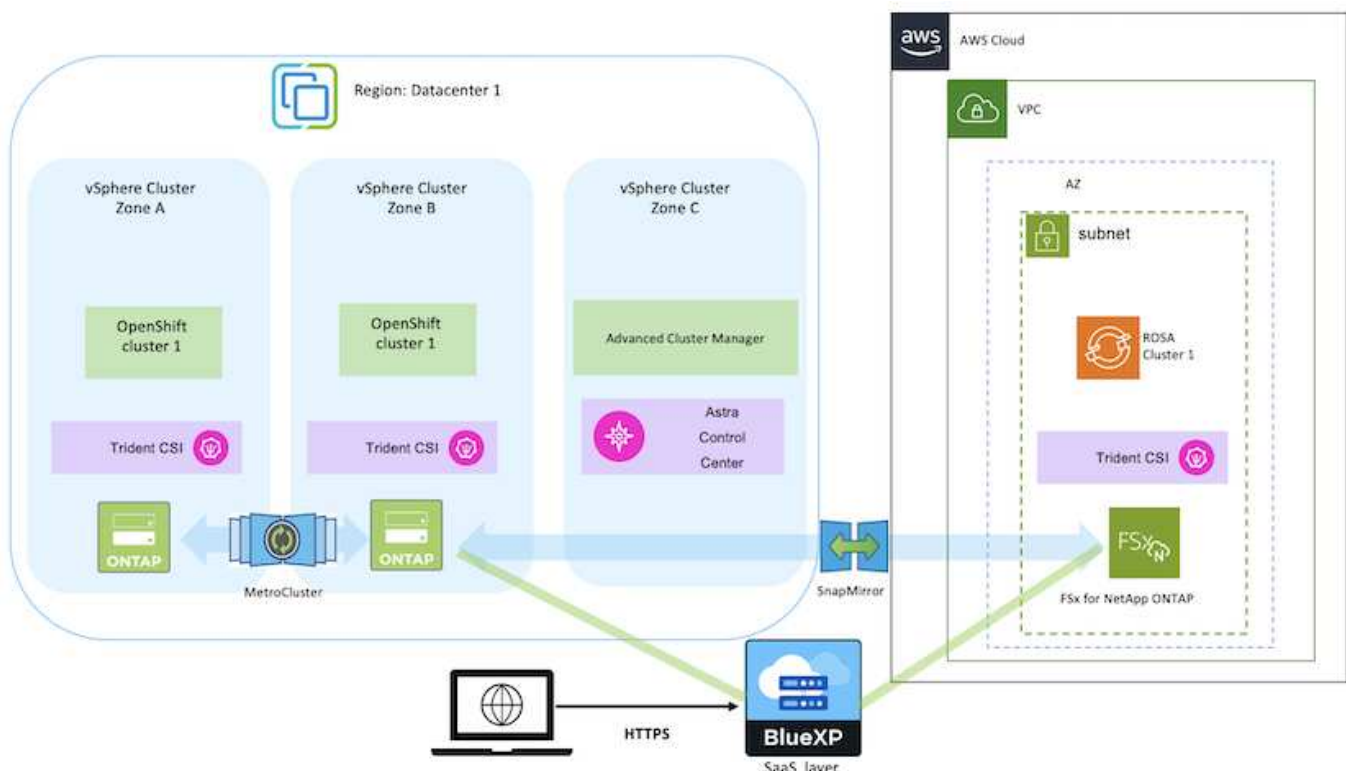 aws
AWS Cloud
Region: Datacenter 1
VPC
vSphere Cluster
Zone A
vSphere Cluster
Zone B
vSphere Cluster
Zone C
AZ
subnet
OpenShift
cluster 1
OpenShift
cluster 1
Advanced Cluster Manager
ROSA
Cluster 1
Trident CSI
Trident CSI
Astra
Control
Center
Trident CSI
ONTAP
MetroCluster
ONTAP
SnapMirror
FSx
N
FSx for NetApp ONTAP
HTTPS
BlueXP
SaaS layer